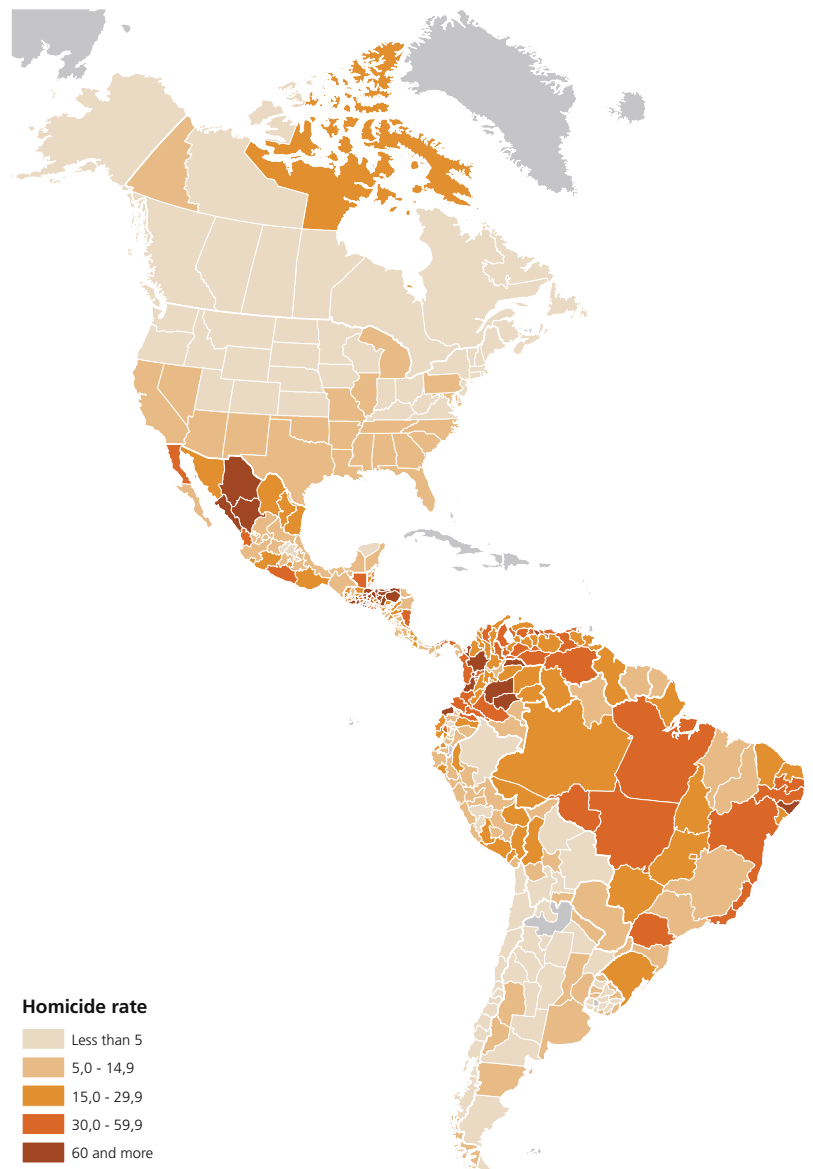 Homicide rate
Less than 5
5,0 - 14,9
15,0 - 29,9
30,0 - 59,9
60 and more